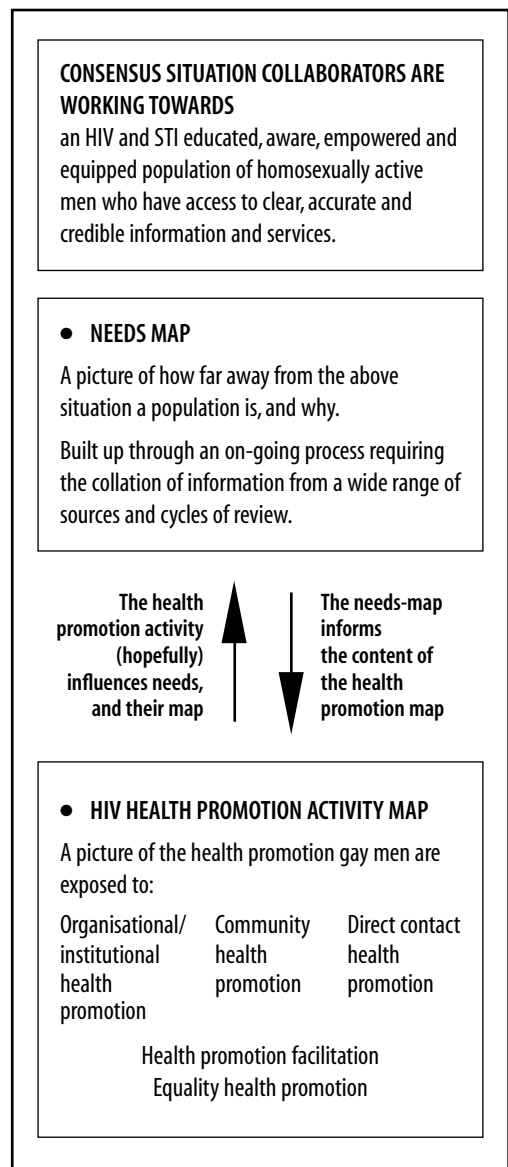 CONSENSUS SITUATION COLLABORATORS ARE
WORKING TOWARDS
an HIV and STI educated, aware, empowered and
equipped population of homosexually active
men who have access to clear, accurate and
credible information and services.
• NEEDS MAP
A picture of how far away from the above
situation a population is, and why.
Built up through an on-going process requiring
the collation of information from a wide range of
sources and cycles of review.
The health
promotion activity
(hopefully)
influences needs,
and their map
The needs-map
informs
the content of
the health
promotion map
• HIV HEALTH PROMOTION ACTIVITY MAP
A picture of the health promotion gay men are
exposed to:
Organisational/
institutional
health
promotion
Community
health
promotion
Direct contact
health
promotion
Health promotion facilitation
Equality health promotion